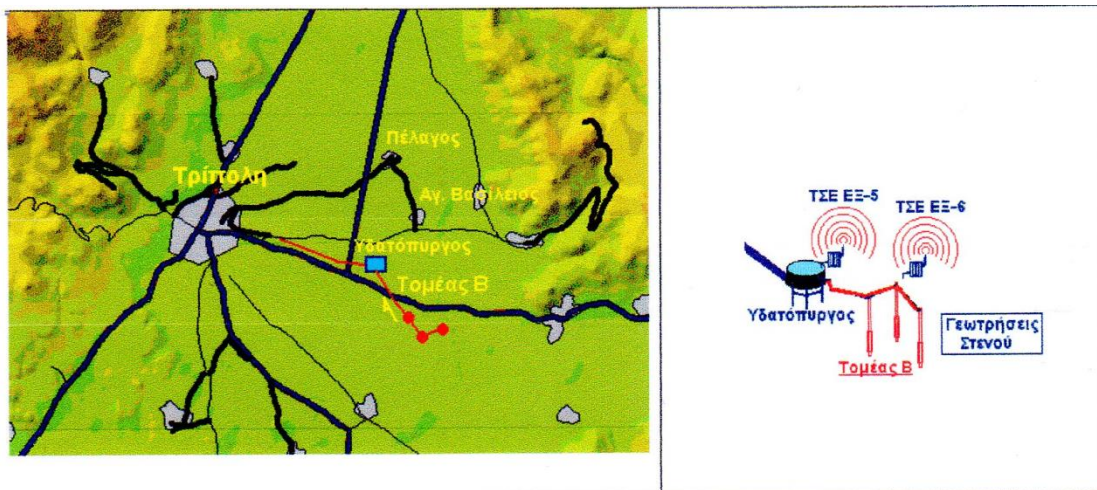 Πέλαγος
Τρίπολη
Αγ. Βασίλειος
Υδατόπυργος
Τομέας Β
ΤΣΕ ΕΞ-5
ΤΣΕ ΕΞ-6
Υδατόπυργος
Γεωτρήσεις
Στενού
Τομέας Β